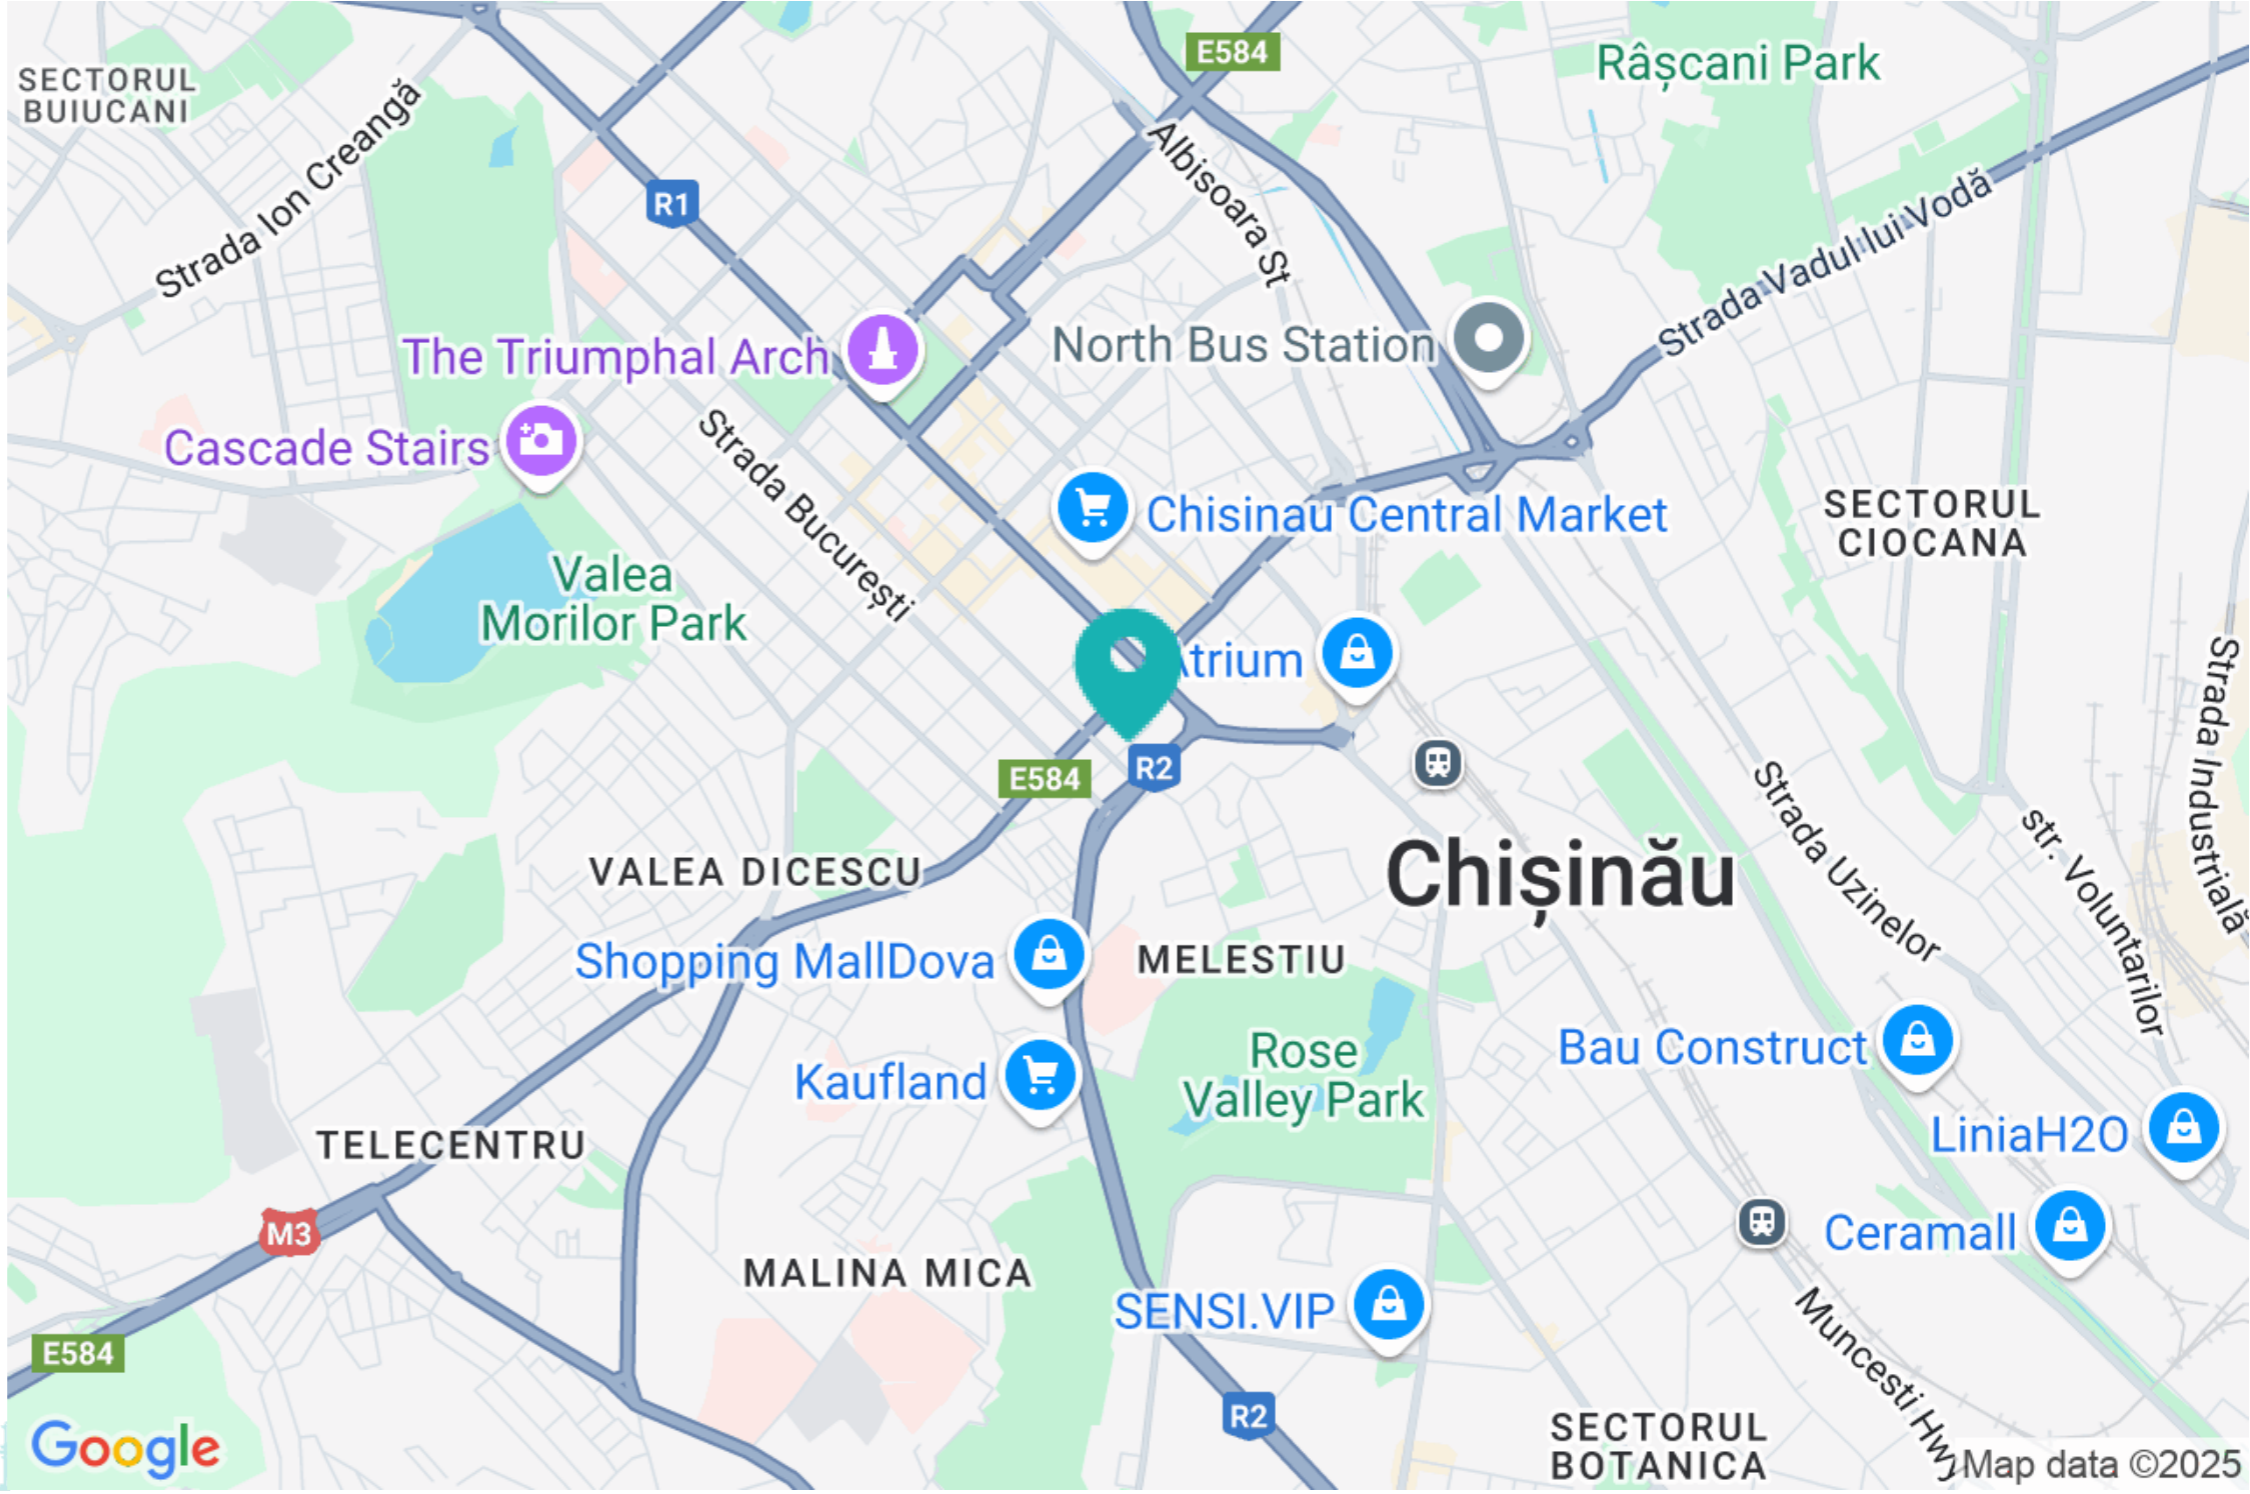 E584
Râșcani Park
SECTORUL
BUIUCANI
Strada Ion Creangă
Albisoara St
R1
Strada Vadul lui Vodă
North Bus Station
The Triumphal Arch
Cascade Stairs
Strada București
Chisinau Central Market
SECTORUL
CIOCANA
Valea
Morilor Park
Atrium
Strada Industrială
R2
E584
Strada Uzinelor
str. Voluntarilor
VALEA DICESCU
Chișinău
Shopping MallDova
MELESTIU
Rose
Valley Park
Bau Construct
Kaufland
LiniaH2O
TELECENTRU
M3
Ceramall
MALINA MICA
SENSI.VIP
Muncesti Hwy
E584
R2
SECTORUL
BOTANICA
Google
Map data ©2025